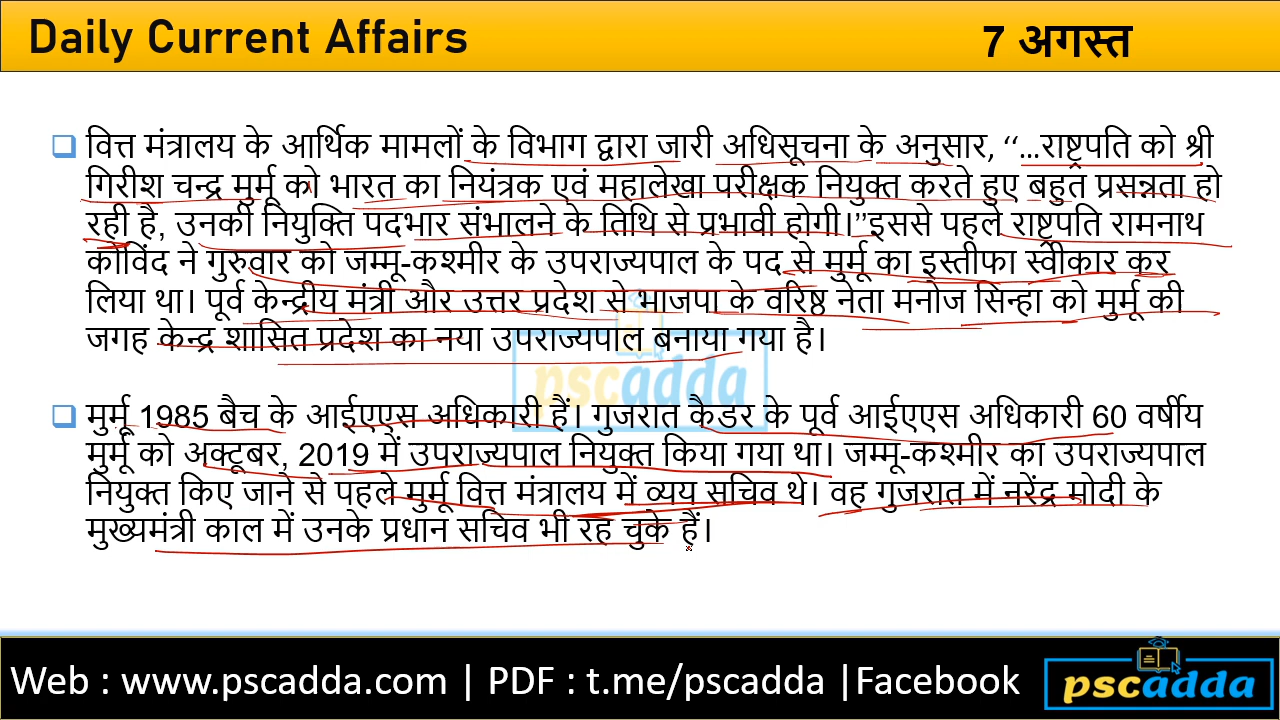 Daily Current Affairs
7 अगस्त
वित्त मंत्रालय के आर्थिक मामलों के विभाग द्वारा जारी अधिसूचना के अनुसार, ‘‘...राष्ट्रपति को श्री
गिरीश चन्द्र मुर्मू को भारत का नियंत्रक एवं महालेखा परीक्षक नियुक्त करते हुए बहुत प्रसन्नता हो
रही है, उनकी नियुक्ति पदभार संभालने के तिथि से प्रभावी होगी।’’इससे पहले राष्ट्रपति रामनाथ
कोविंद ने गुरुवार को जम्मू-कश्मीर के उपराज्यपाल के पद से मुर्मू का इस्तीफा स्वीकार कर
लिया था। पूर्व केन्द्रीय मंत्री और उत्तर प्रदेश से भाजपा के वरिष्ठ नेता मनोज सिन्हा को मुर्मू की
जगह केन्द्र शासित प्रदेश का नया उपराज्यपाल बनाया गया है।
मुर्मू 1985 बैच के आईएएस अधिकारी हैं। गुजरात कैडर के पूर्व आईएएस अधिकारी 60 वर्षीय
मुर्मू को अक्टूबर, 2019 में उपराज्यपाल नियुक्त किया गया था। जम्मू-कश्मीर का उपराज्यपाल
नियुक्त किए जाने से पहले मुर्मू वित्त मंत्रालय में व्यय सचिव थे। वह गुजरात में नरेंद्र मोदी के
मुख्यमंत्री काल में उनके प्रधान सचिव भी रह चुके हैं।
pscadda
Web : www.pscadda.com | PDF : t.me/pscadda |Facebook
pscadda